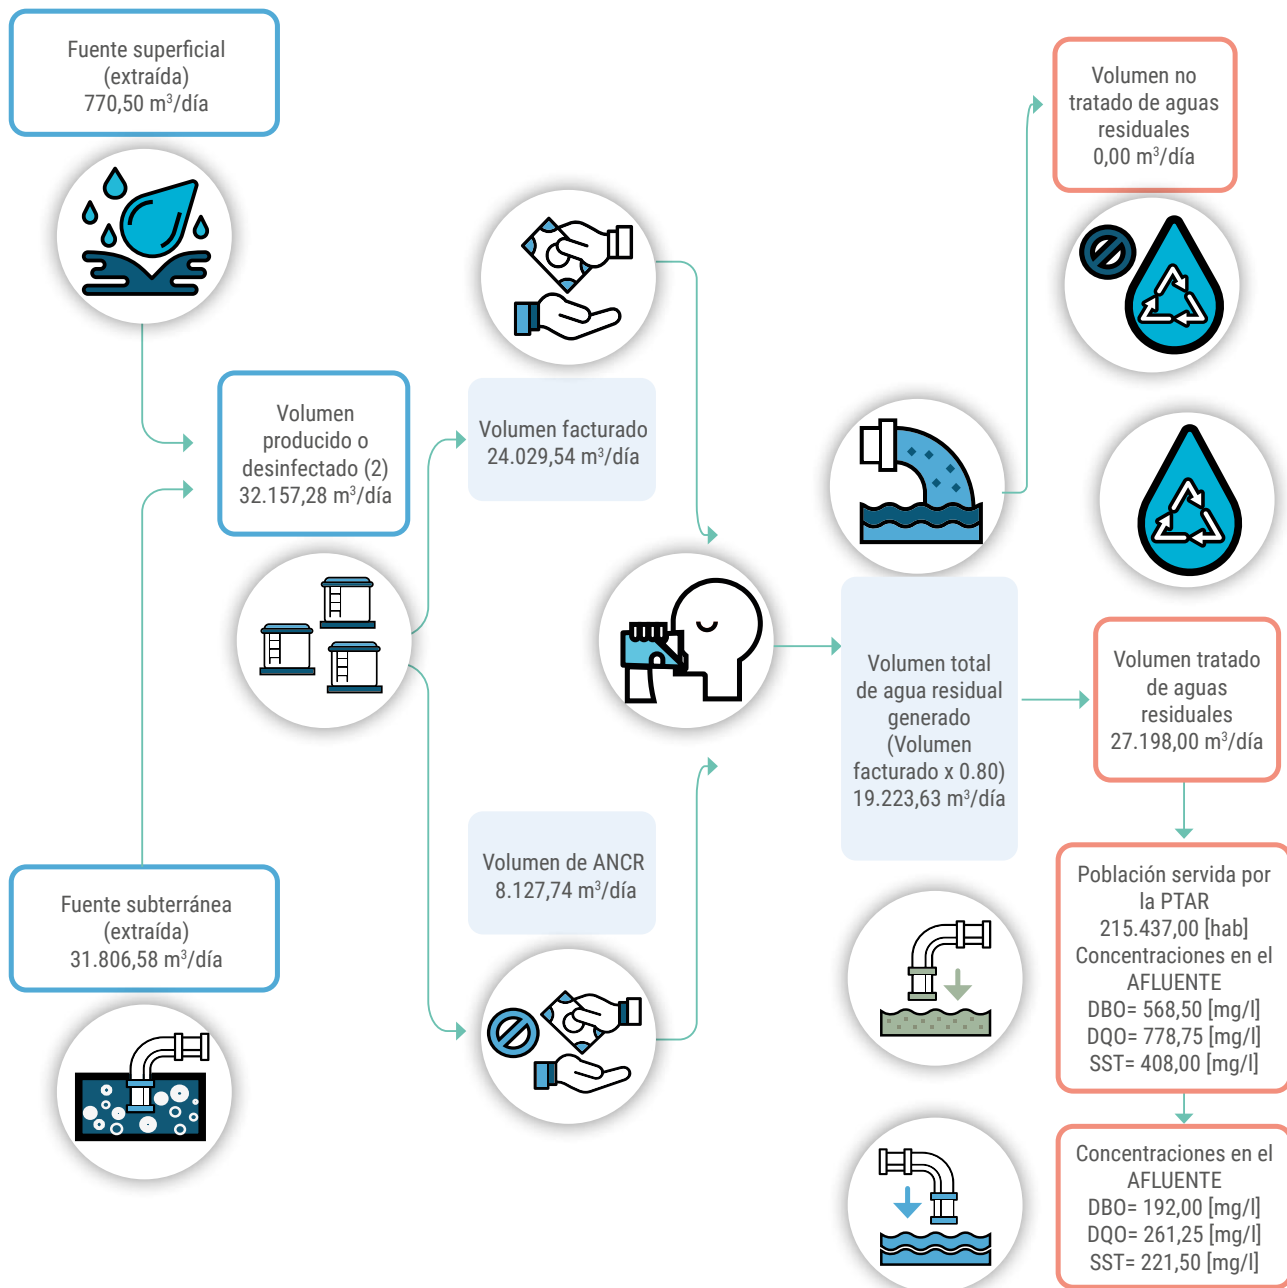 Fuente superficial
(extraída)
770,50 m³/día
Volumen no
tratado de aguas
residuales
0,00 m³/día
Volumen
producido o
desinfectado (2)
32.157,28 m³/día
Volumen facturado
24.029,54 m³/día
Volumen total
de agua residual
generado
(Volumen
facturado x 0.80)
19.223,63 m³/día
Volumen tratado
de aguas
residuales
27.198,00 m³/día
Volumen de ANCR
8.127,74 m³/día
Fuente subterránea
(extraída)
31.806,58 m³/día
Población servida por
la PTAR
215.437,00 [hab]
Concentraciones en el
AFLUENTE
DBO= 568,50 [mg/l]
DQO= 778,75 [mg/l]
SST= 408,00 [mg/l]
Concentraciones en el
AFLUENTE
DBO= 192,00 [mg/l]
DQO= 261,25 [mg/l]
SST= 221,50 [mg/l]